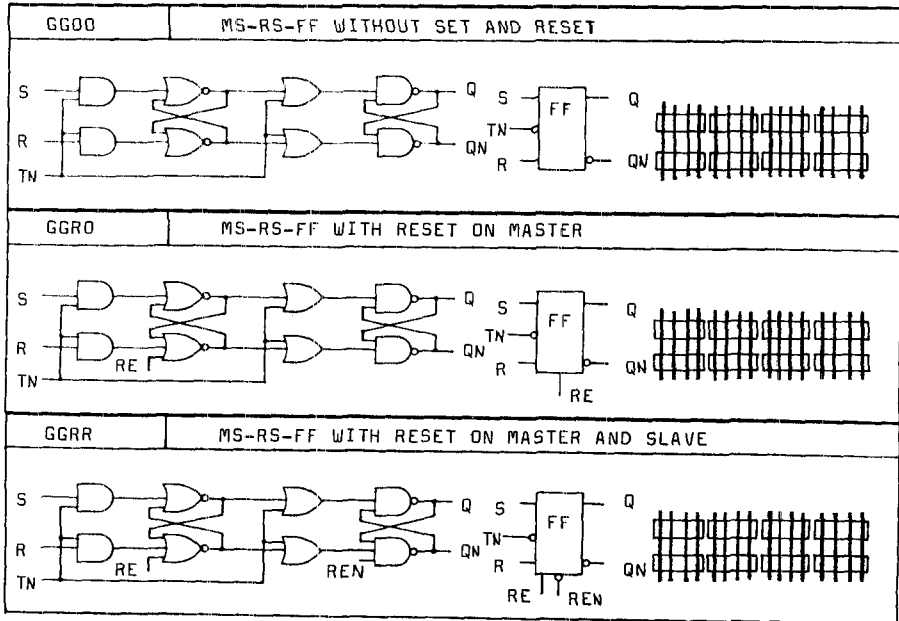 GG00 MS-RS-FF WITHOUT SET AND RESET
S Q S FF Q
TN
R QN R QN
TN
GGR0 MS-RS-FF WITH RESET ON MASTER
S Q S FF Q
TN
R QN R QN
RE
TN
RE
GGRR MS-RS-FF WITH RESET ON MASTER AND SLAVE
S Q S FF Q
TN
R QN R QN
RE REN
TN
RE REN